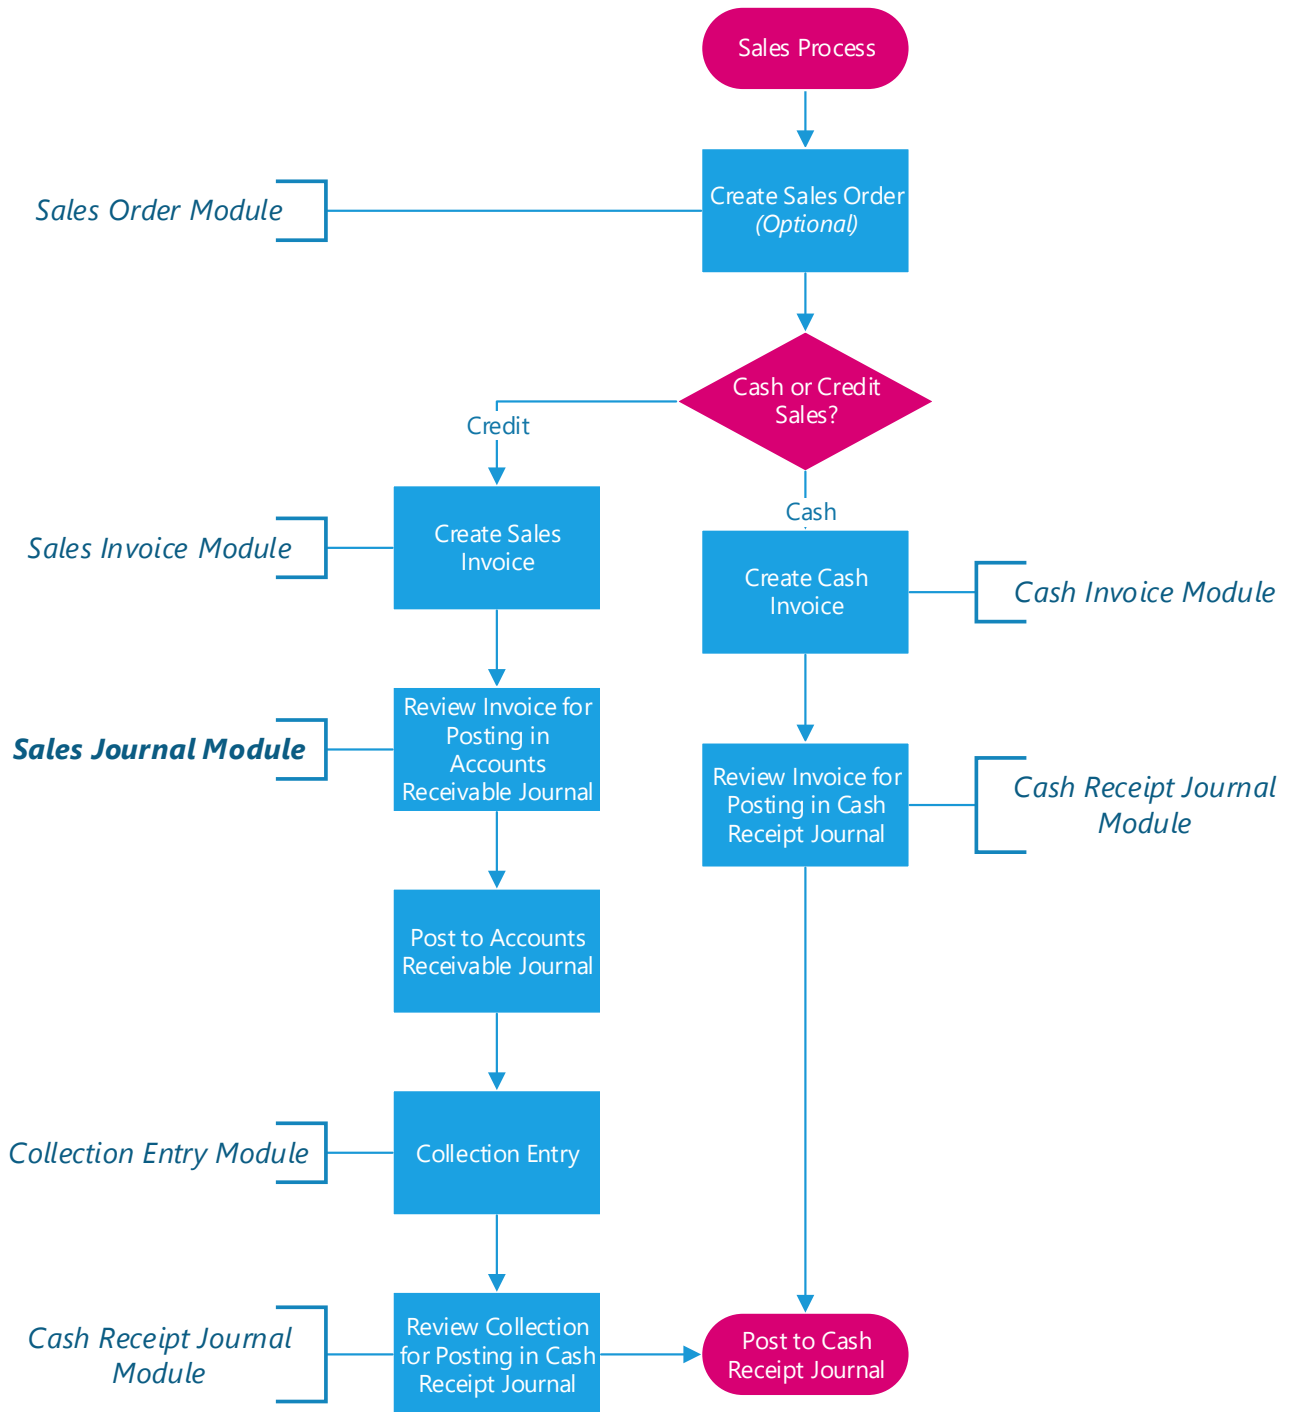 Sales Process
Create Sales Order
(Optional)
Sales Order Module
Cash or Credit
Sales?
Credit
Cash
Create Sales
Invoice
Sales Invoice Module
Create Cash
Invoice
Cash Invoice Module
Review Invoice for
Posting in
Accounts
Receivable Journal
Sales Journal Module
Review Invoice for
Posting in Cash
Receipt Journal
Cash Receipt Journal
Module
Post to Accounts
Receivable Journal
Collection Entry
Collection Entry Module
Review Collection
for Posting in Cash
Receipt Journal
Cash Receipt Journal
Module
Post to Cash
Receipt Journal